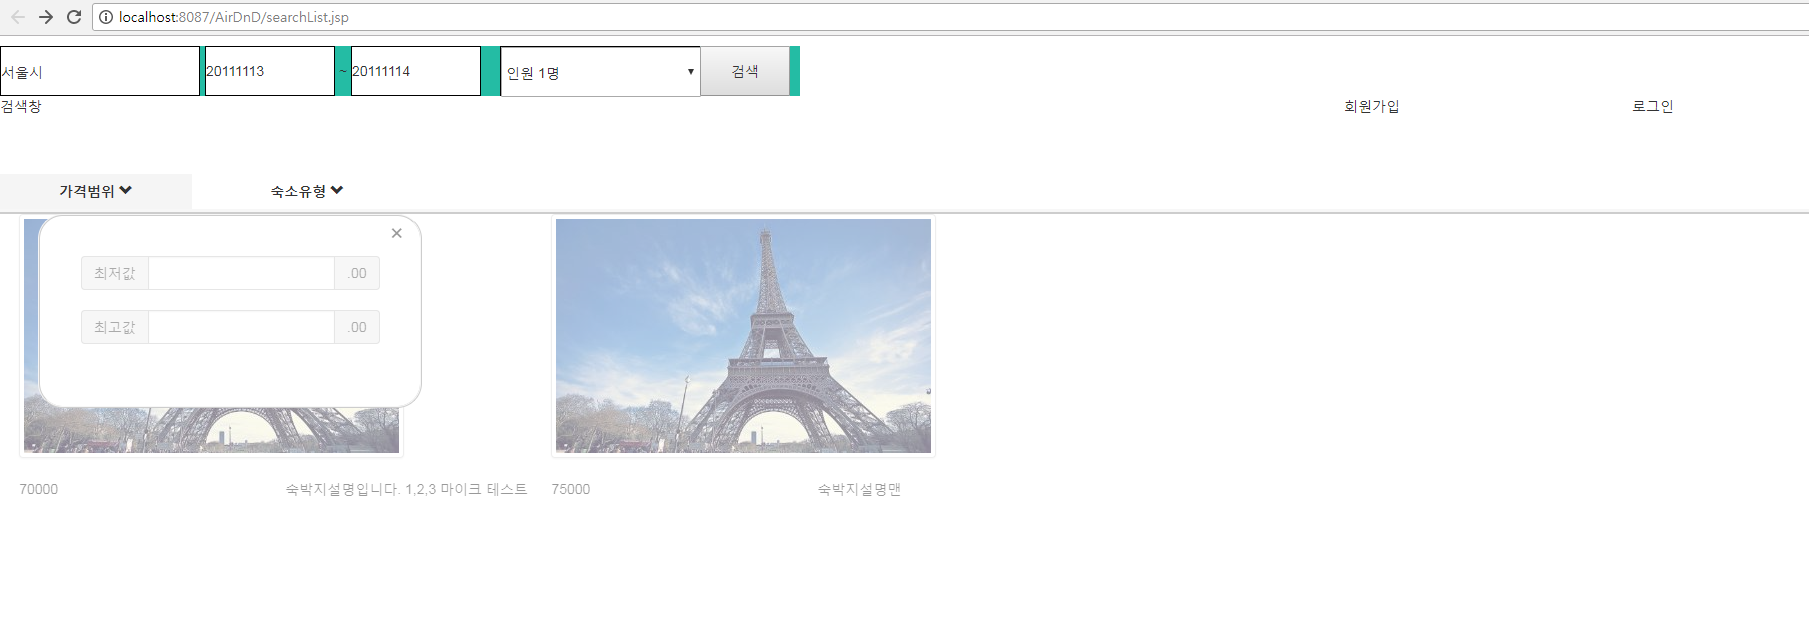 localhost:8087/AirDnD/searchList.jsp
서울시 20111113 ~ 20111114 인원 1명 검색
검색창 회원가입 로그인
가격범위 숙소유형
×
최저값 .00
최고값 .00
70000 숙박지설명입니다. 1,2,3 마이크 테스트 75000 숙박지설명맨